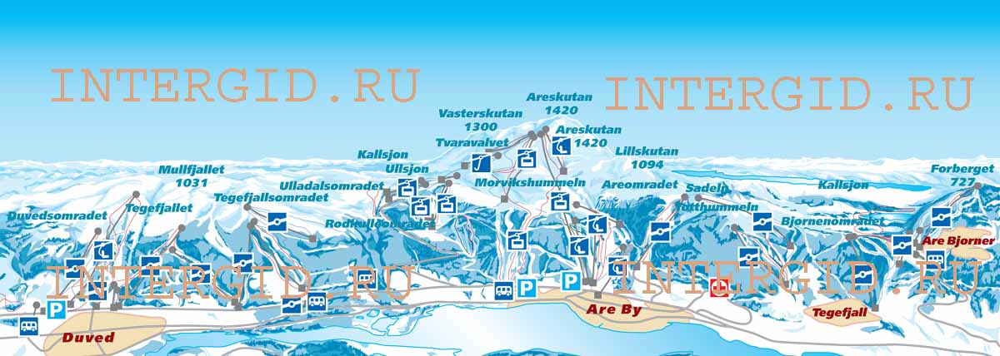 INTERGID.RU
INTERGID.RU
Areskutan
1420
Vasterskutan
1300
Areskutan
1420
Tvaravalvet
Kallsjon
Lillskutan
1094
Mullfjallet
1031
Ullsjon
Forberget
727
Ulladalsomradet
Morvikshummeln
Areomradet
Sadeln
Kallsjon
Tegefjallet
Tegefjallsomradet
Totthummeln
Duvedsomradet
Rodkulleomradet
Bjornenomradet
Are Bjorner
INTERGID.RU
INTERGID.RU
P
P
P
Are By
Tegefjall
Duved